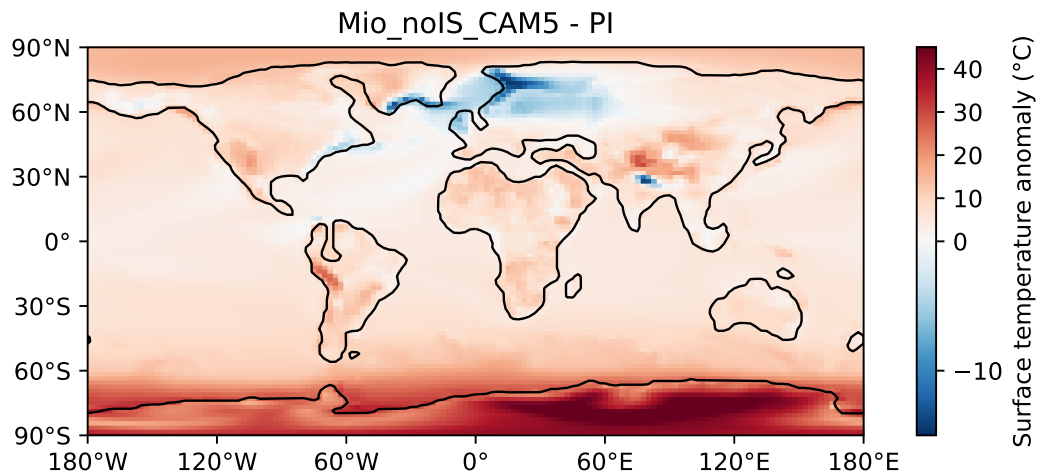 Mio_noIS_CAM5 - PI
90°N
60°N
30°N
0°
30°S
60°S
90°S
180°W
120°W
60°W
0°
60°E
120°E
180°E
40
30
20
10
0
−10
Surface temperature anomaly (°C)